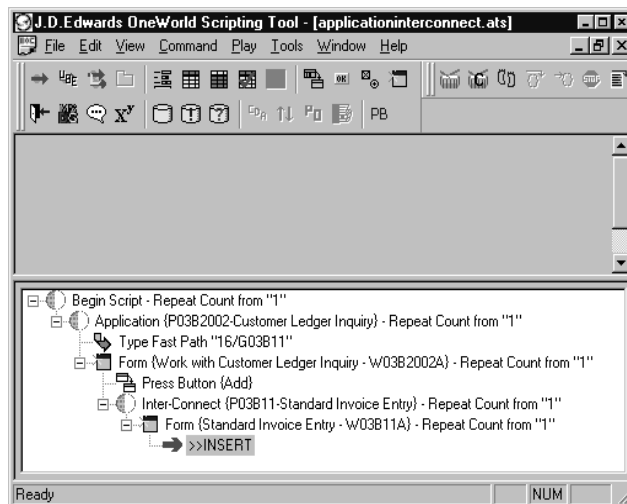 J.D.Edwards OneWorld Scripting Tool - [applicationinterconnect.ats]
File Edit View Command Play Tools Window Help
UBE OK
X^y PB
Begin Script - Repeat Count from "1"
Application {P03B2002-Customer Ledger Inquiry} - Repeat Count from "1"
Type Fast Path "16/G03B11"
Form {Work with Customer Ledger Inquiry - W03B2002A} - Repeat Count from "1"
Press Button {Add}
Inter-Connect {P03B11-Standard Invoice Entry} - Repeat Count from "1"
Form {Standard Invoice Entry - W03B11A} - Repeat Count from "1"
>>INSERT
Ready NUM